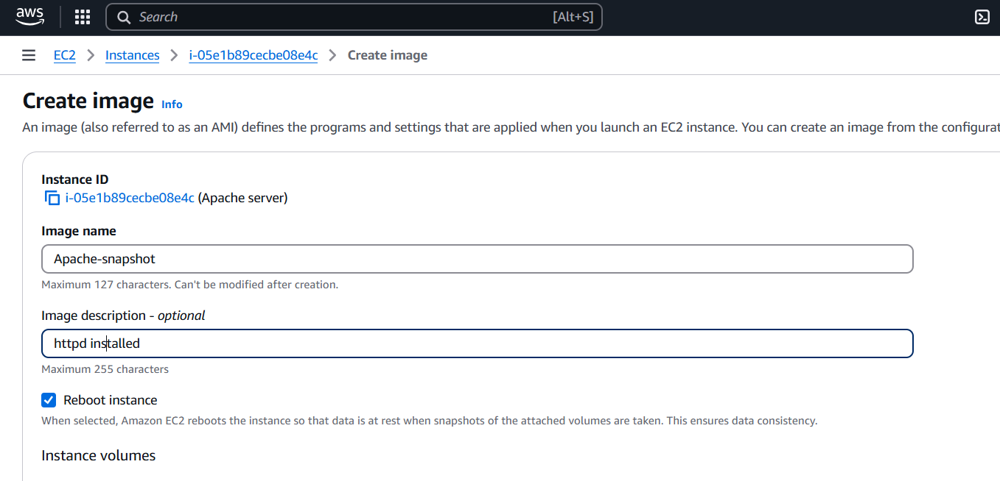 aws
Search [Alt+S]
EC2 > Instances > i-05e1b89cecbe08e4c > Create image
Create image Info
An image (also referred to as an AMI) defines the programs and settings that are applied when you launch an EC2 instance. You can create an image from the configurat
Instance ID
i-05e1b89cecbe08e4c (Apache server)
Image name
Apache-snapshot
Maximum 127 characters. Can't be modified after creation.
Image description - optional
httpd installed
Maximum 255 characters
Reboot instance
When selected, Amazon EC2 reboots the instance so that data is at rest when snapshots of the attached volumes are taken. This ensures data consistency.
Instance volumes